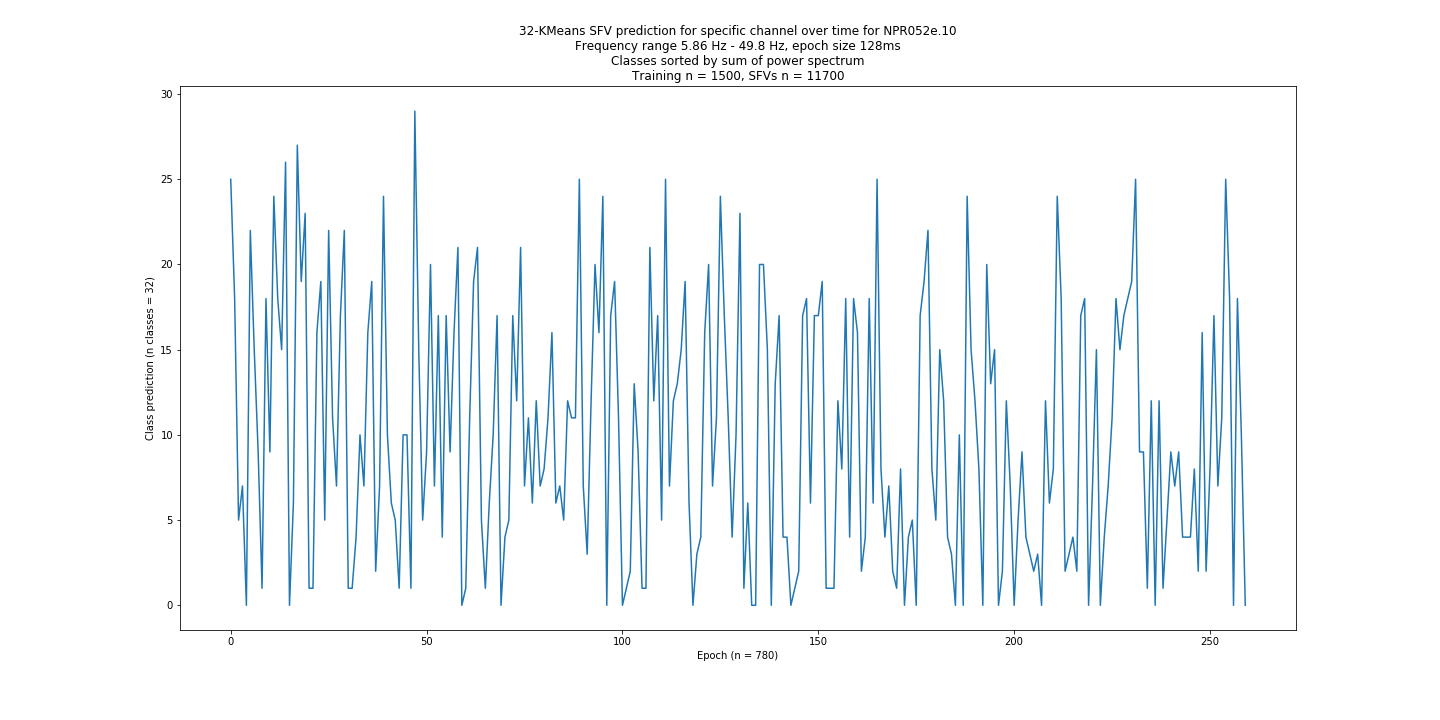 32-KMeans SFV prediction for specific channel over time for NPR052e.10
Frequency range 5.86 Hz - 49.8 Hz, epoch size 128ms
Classes sorted by sum of power spectrum
Training n = 1500, SFVs n = 11700
30
25
20
15
10
5
0
Class prediction (n classes = 32)
0 50 100 150 200 250
Epoch (n = 780)